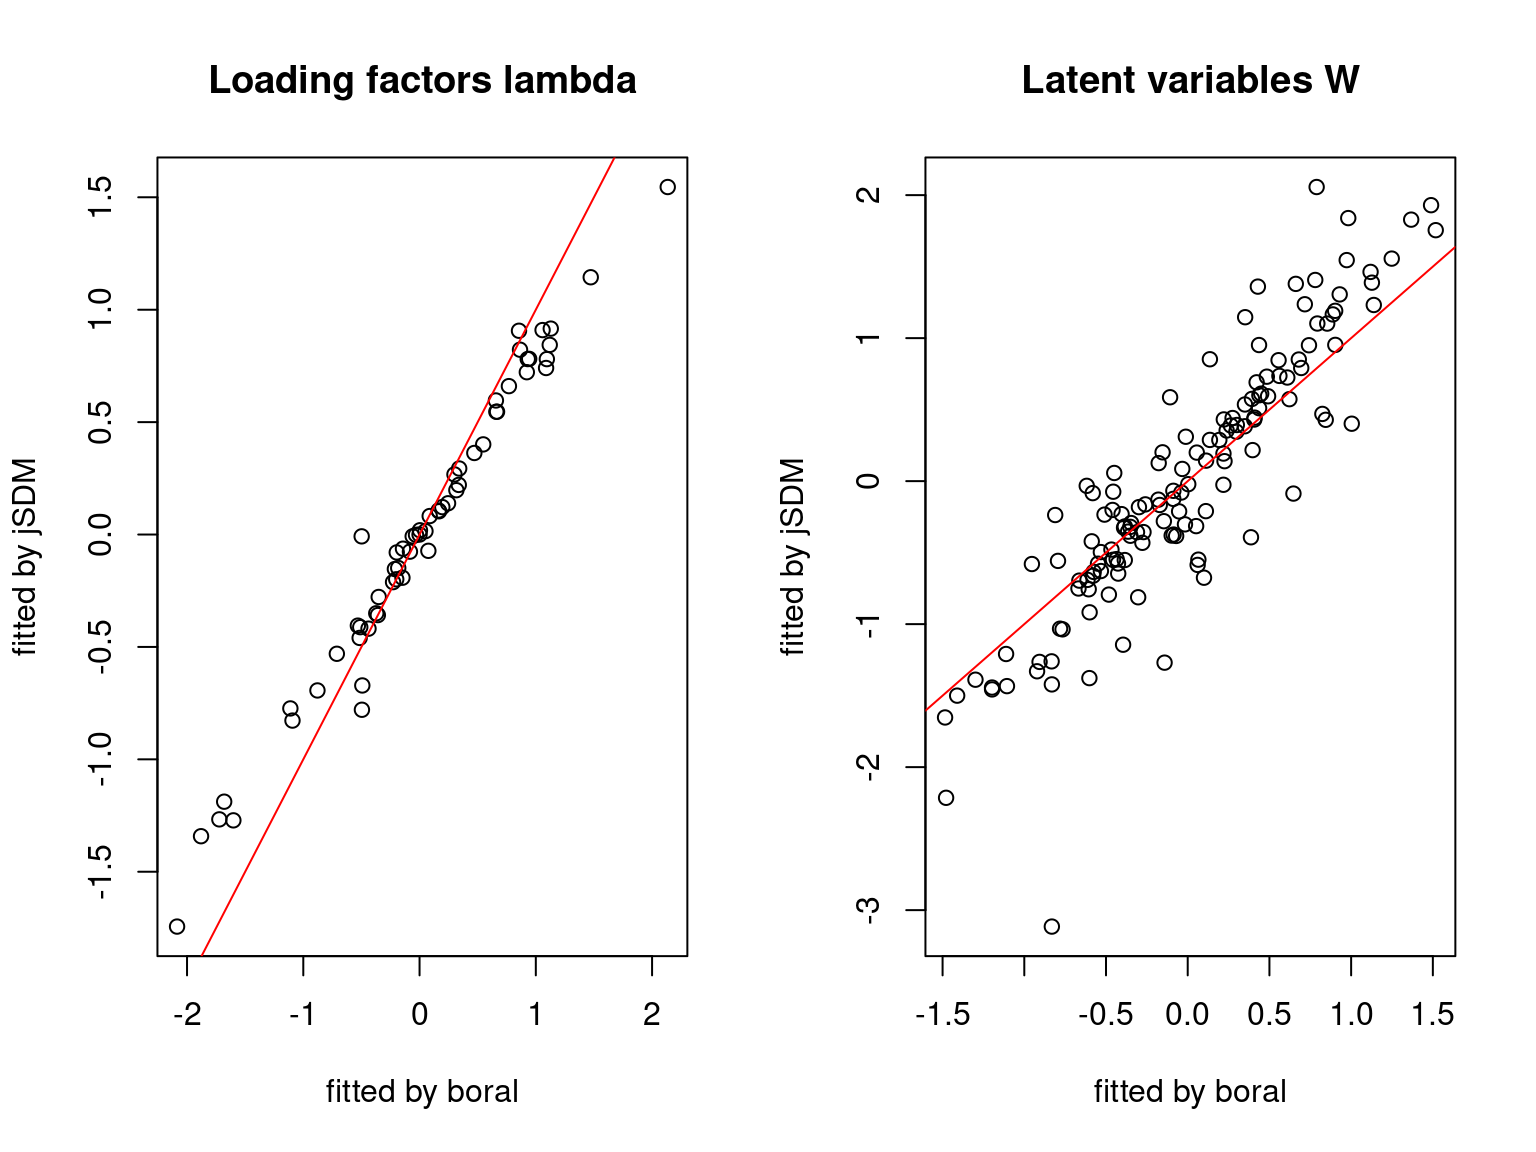 Loading factors lambda
fitted by jSDM
1.5
1.0
0.5
0.0
-0.5
-1.0
-1.5
-2 -1 0 1 2
fitted by boral
Latent variables W
fitted by jSDM
2
1
0
-1
-2
-3
-1.5 -0.5 0.0 0.5 1.0 1.5
fitted by boral